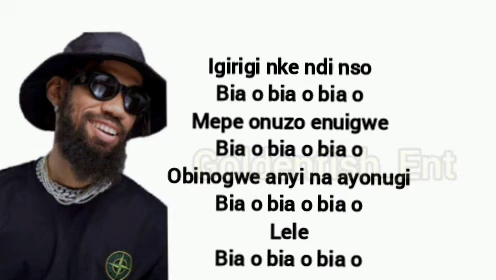 Igirigi nke ndi nso
Bia o bia o bia o
Mepe onuzo enuigwe
Bia o bia o bia o
Goldenfish_Ent
Obinogwe anyi na ayonugi
Bia o bia o bia o
Lele
Bia o bia o bia o